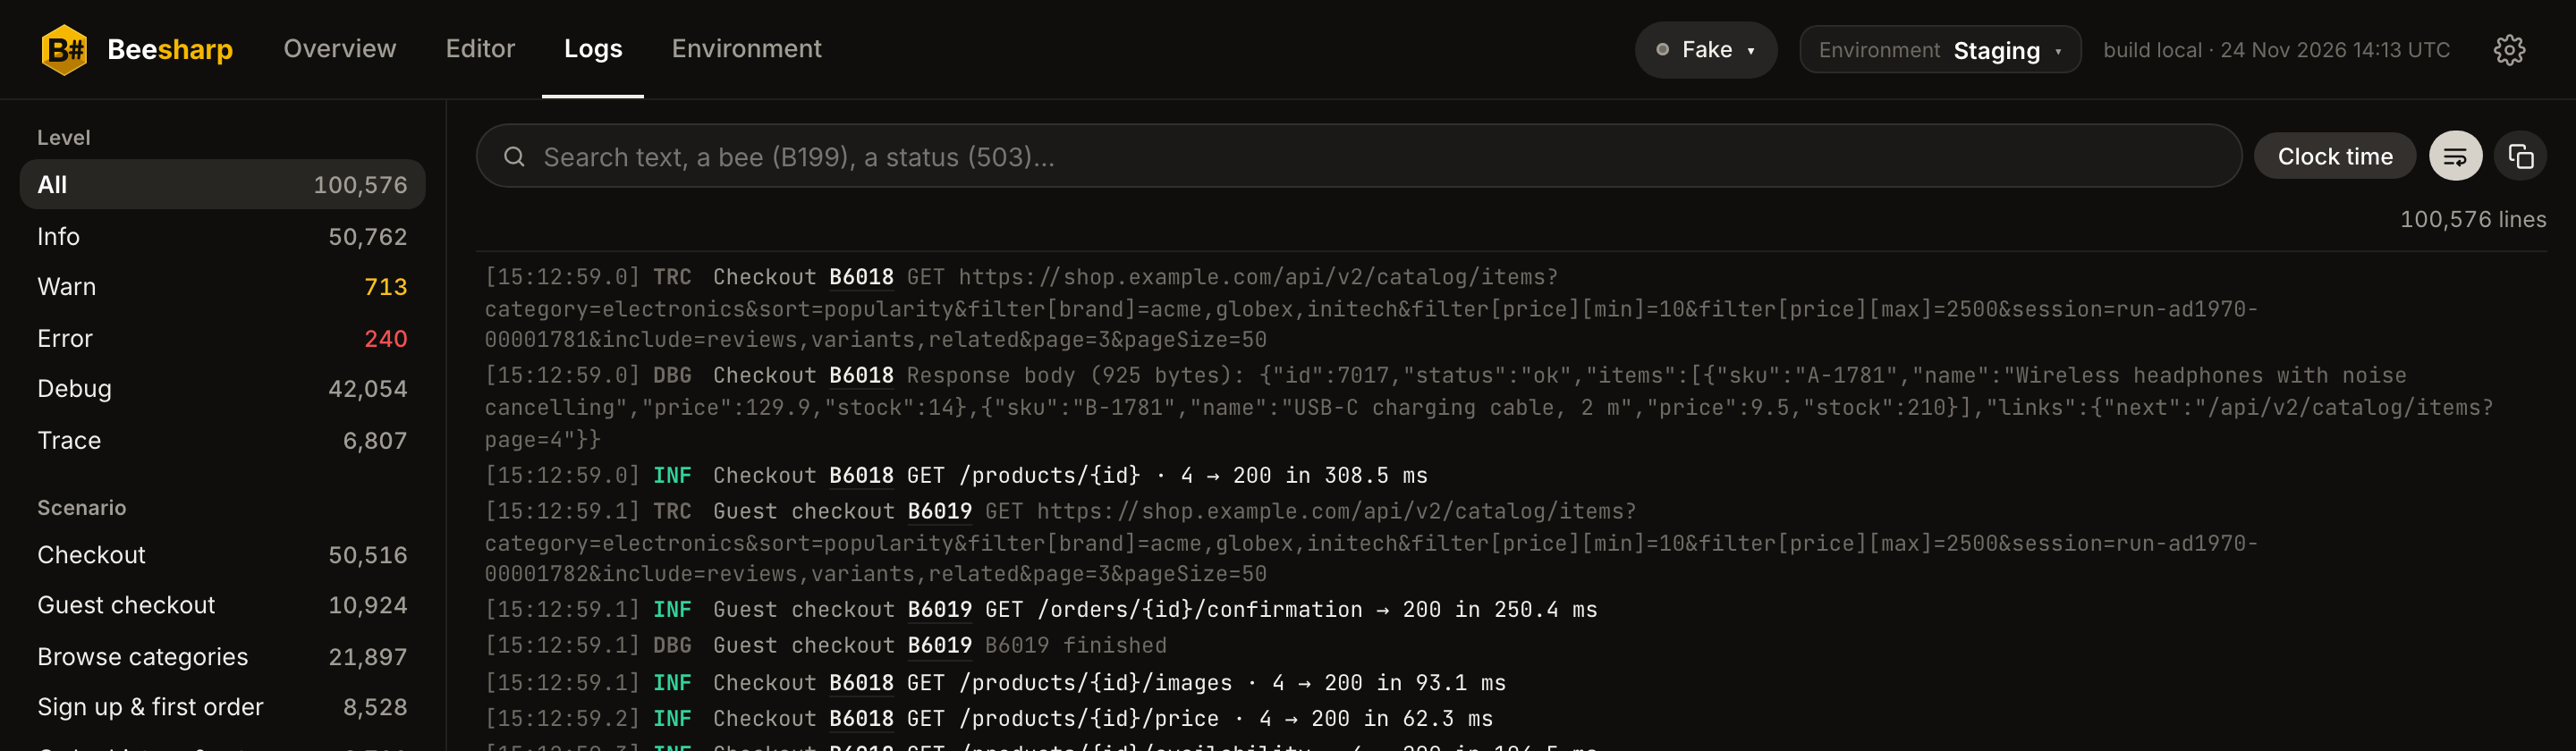 B# Beesharp Overview Editor Logs Environment Fake ▾ Environment Staging ▾ build local · 24 Nov 2026 14:13 UTC
Level
All 100,576
Info 50,762
Warn 713
Error 240
Debug 42,054
Trace 6,807
Scenario
Checkout 50,516
Guest checkout 10,924
Browse categories 21,897
Sign up & first order 8,528
Search text, a bee (B199), a status (503)... Clock time
100,576 lines
[15:12:59.0] TRC Checkout B6018 GET https://shop.example.com/api/v2/catalog/items?
category=electronics&sort=popularity&filter[brand]=acme,globex,initech&filter[price][min]=10&filter[price][max]=2500&session=run-ad1970-
00001781&include=reviews,variants,related&page=3&pageSize=50
[15:12:59.0] DBG Checkout B6018 Response body (925 bytes): {"id":7017,"status":"ok","items":[{"sku":"A-1781","name":"Wireless headphones with noise
cancelling","price":129.9,"stock":14},{"sku":"B-1781","name":"USB-C charging cable, 2 m","price":9.5,"stock":210}],"links":{"next":"/api/v2/catalog/items?
page=4"}}
[15:12:59.0] INF Checkout B6018 GET /products/{id} · 4 → 200 in 308.5 ms
[15:12:59.1] TRC Guest checkout B6019 GET https://shop.example.com/api/v2/catalog/items?
category=electronics&sort=popularity&filter[brand]=acme,globex,initech&filter[price][min]=10&filter[price][max]=2500&session=run-ad1970-
00001782&include=reviews,variants,related&page=3&pageSize=50
[15:12:59.1] INF Guest checkout B6019 GET /orders/{id}/confirmation → 200 in 250.4 ms
[15:12:59.1] DBG Guest checkout B6019 B6019 finished
[15:12:59.1] INF Checkout B6018 GET /products/{id}/images · 4 → 200 in 93.1 ms
[15:12:59.2] INF Checkout B6018 GET /products/{id}/price · 4 → 200 in 62.3 ms